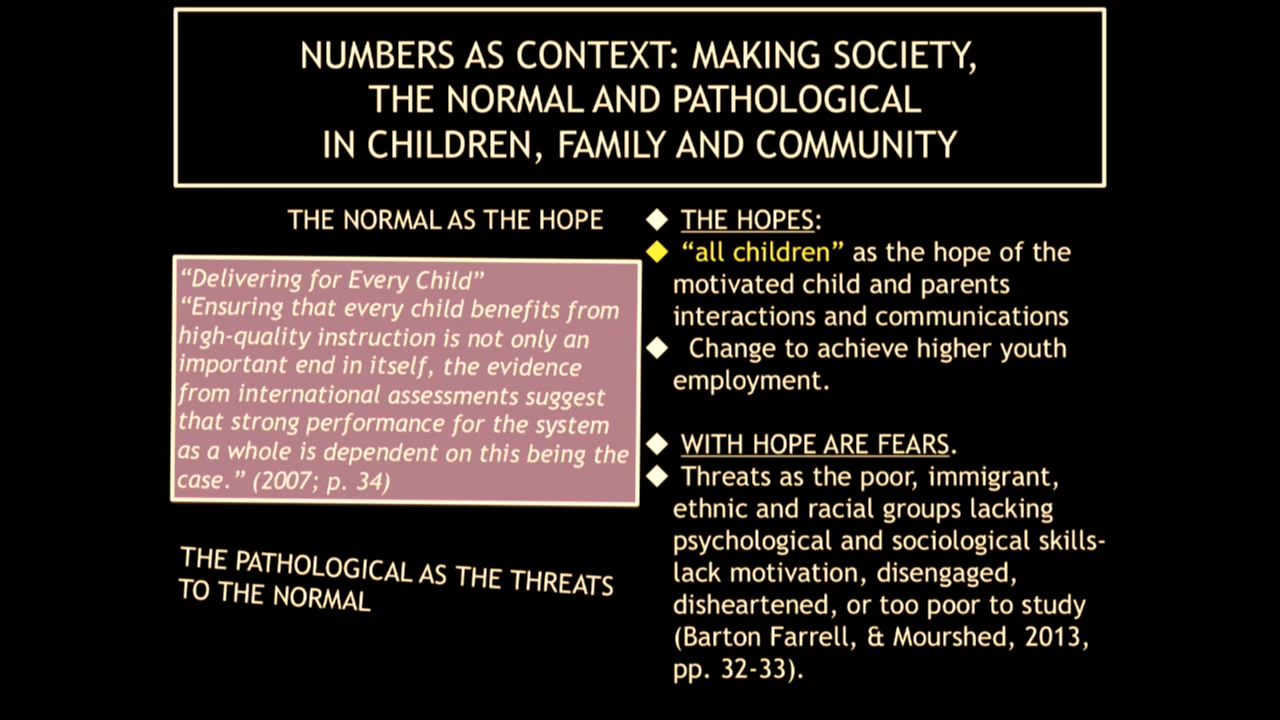 NUMBERS AS CONTEXT: MAKING SOCIETY,
THE NORMAL AND PATHOLOGICAL
IN CHILDREN, FAMILY AND COMMUNITY
THE NORMAL AS THE HOPE
“Delivering for Every Child”
“Ensuring that every child benefits from
high-quality instruction is not only an
important end in itself, the evidence
from international assessments suggest
that strong performance for the system
as a whole is dependent on this being the
case.” (2007; p. 34)
THE PATHOLOGICAL AS THE THREATS
TO THE NORMAL
◆ THE HOPES:
◆ “all children” as the hope of the
motivated child and parents
interactions and communications
◆ Change to achieve higher youth
employment.
◆ WITH HOPE ARE FEARS.
◆ Threats as the poor, immigrant,
ethnic and racial groups lacking
psychological and sociological skills-
lack motivation, disengaged,
disheartened, or too poor to study
(Barton Farrell, & Mourshed, 2013,
pp. 32-33).